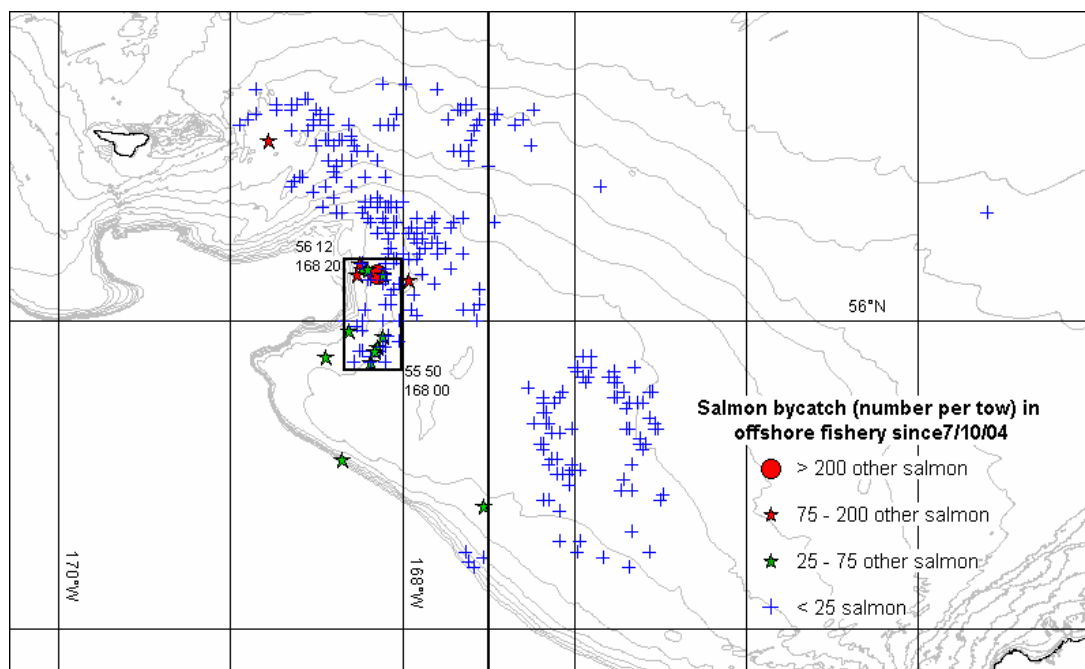 56 12
168 20
56°N
55 50
168 00
Salmon bycatch (number per tow) in
offshore fishery since7/10/04
> 200 other salmon
75 - 200 other salmon
25 - 75 other salmon
< 25 salmon
170°W
168°W